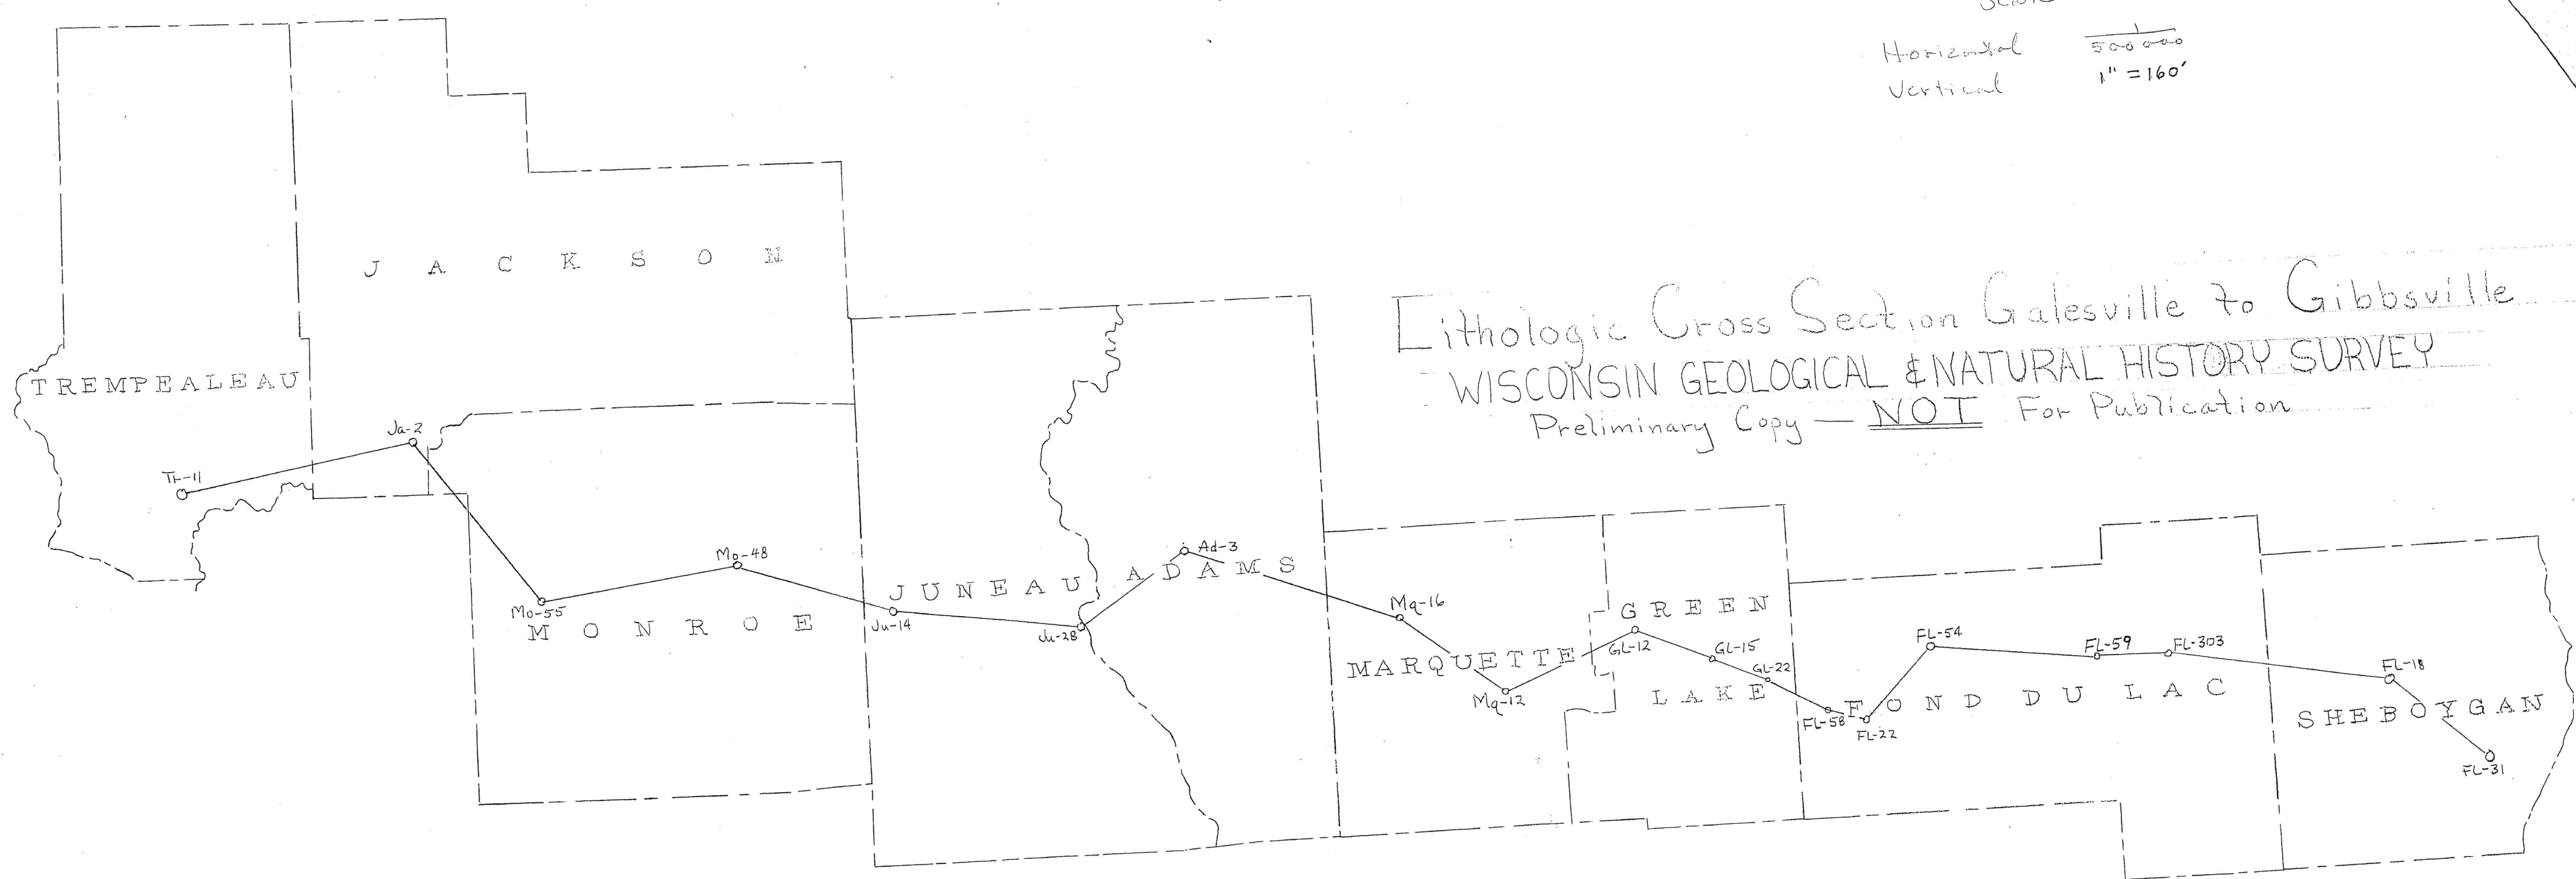 Scale
Horizontal 1/500000
Vertical 1" = 160'
JACKSON
Lithologic Cross Section Galesville to Gibbsville
WISCONSIN GEOLOGICAL & NATURAL HISTORY SURVEY
Preliminary Copy — NOT For Publication
TREMPEALEAU
Ja-2
Tr-11
Mo-48
Mo-55
MONROE
JUNEAU
Ju-14
Ju-28
Ad-3
ADAMS
Mq-16
MARQUETTE
Mq-12
GREEN
GL-12
GL-15
GL-22
LAKE
FL-54
FL-59
FL-303
FL-58
FL-22
FOND DU LAC
FL-18
SHEBOYGAN
FL-31